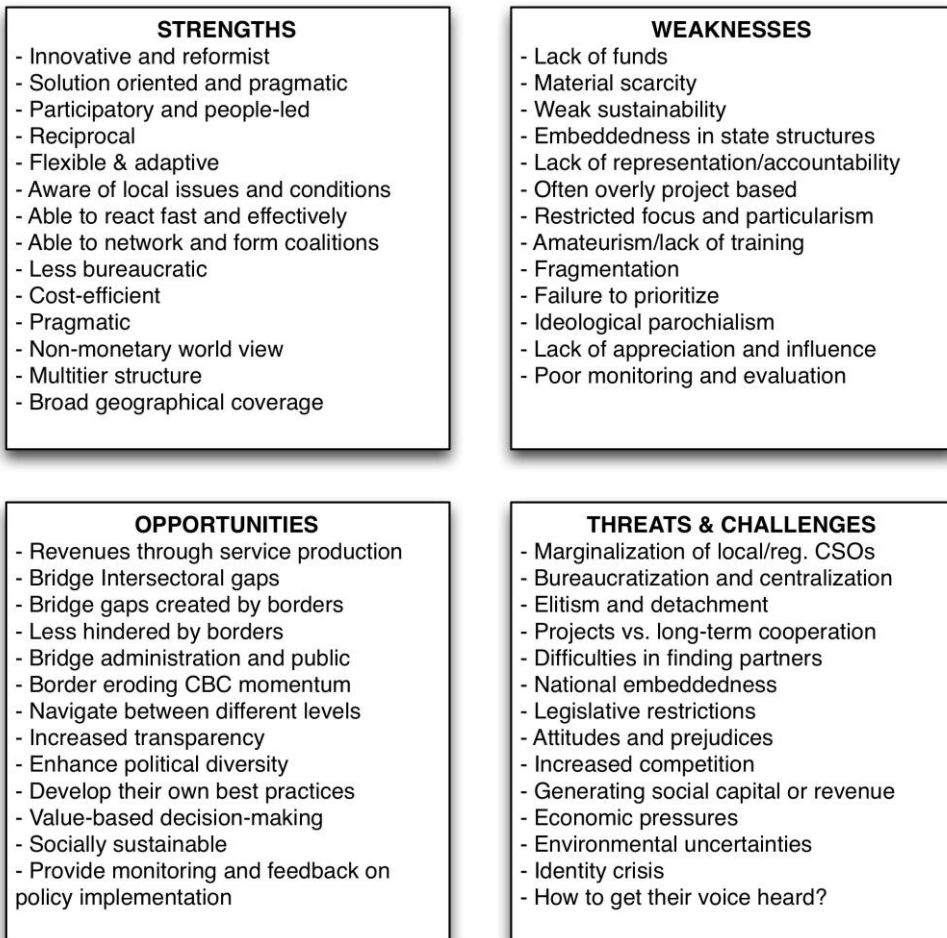 STRENGTHS
- Innovative and reformist
- Solution oriented and pragmatic
- Participatory and people-led
- Reciprocal
- Flexible & adaptive
- Aware of local issues and conditions
- Able to react fast and effectively
- Able to network and form coalitions
- Less bureaucratic
- Cost-efficient
- Pragmatic
- Non-monetary world view
- Multitier structure
- Broad geographical coverage
WEAKNESSES
- Lack of funds
- Material scarcity
- Weak sustainability
- Embeddedness in state structures
- Lack of representation/accountability
- Often overly project based
- Restricted focus and particularism
- Amateurism/lack of training
- Fragmentation
- Failure to prioritize
- Ideological parochialism
- Lack of appreciation and influence
- Poor monitoring and evaluation
OPPORTUNITIES
- Revenues through service production
- Bridge Intersectoral gaps
- Bridge gaps created by borders
- Less hindered by borders
- Bridge administration and public
- Border eroding CBC momentum
- Navigate between different levels
- Increased transparency
- Enhance political diversity
- Develop their own best practices
- Value-based decision-making
- Socially sustainable
- Provide monitoring and feedback on
policy implementation
THREATS & CHALLENGES
- Marginalization of local/reg. CSOs
- Bureaucratization and centralization
- Elitism and detachment
- Projects vs. long-term cooperation
- Difficulties in finding partners
- National embeddedness
- Legislative restrictions
- Attitudes and prejudices
- Increased competition
- Generating social capital or revenue
- Economic pressures
- Environmental uncertainties
- Identity crisis
- How to get their voice heard?